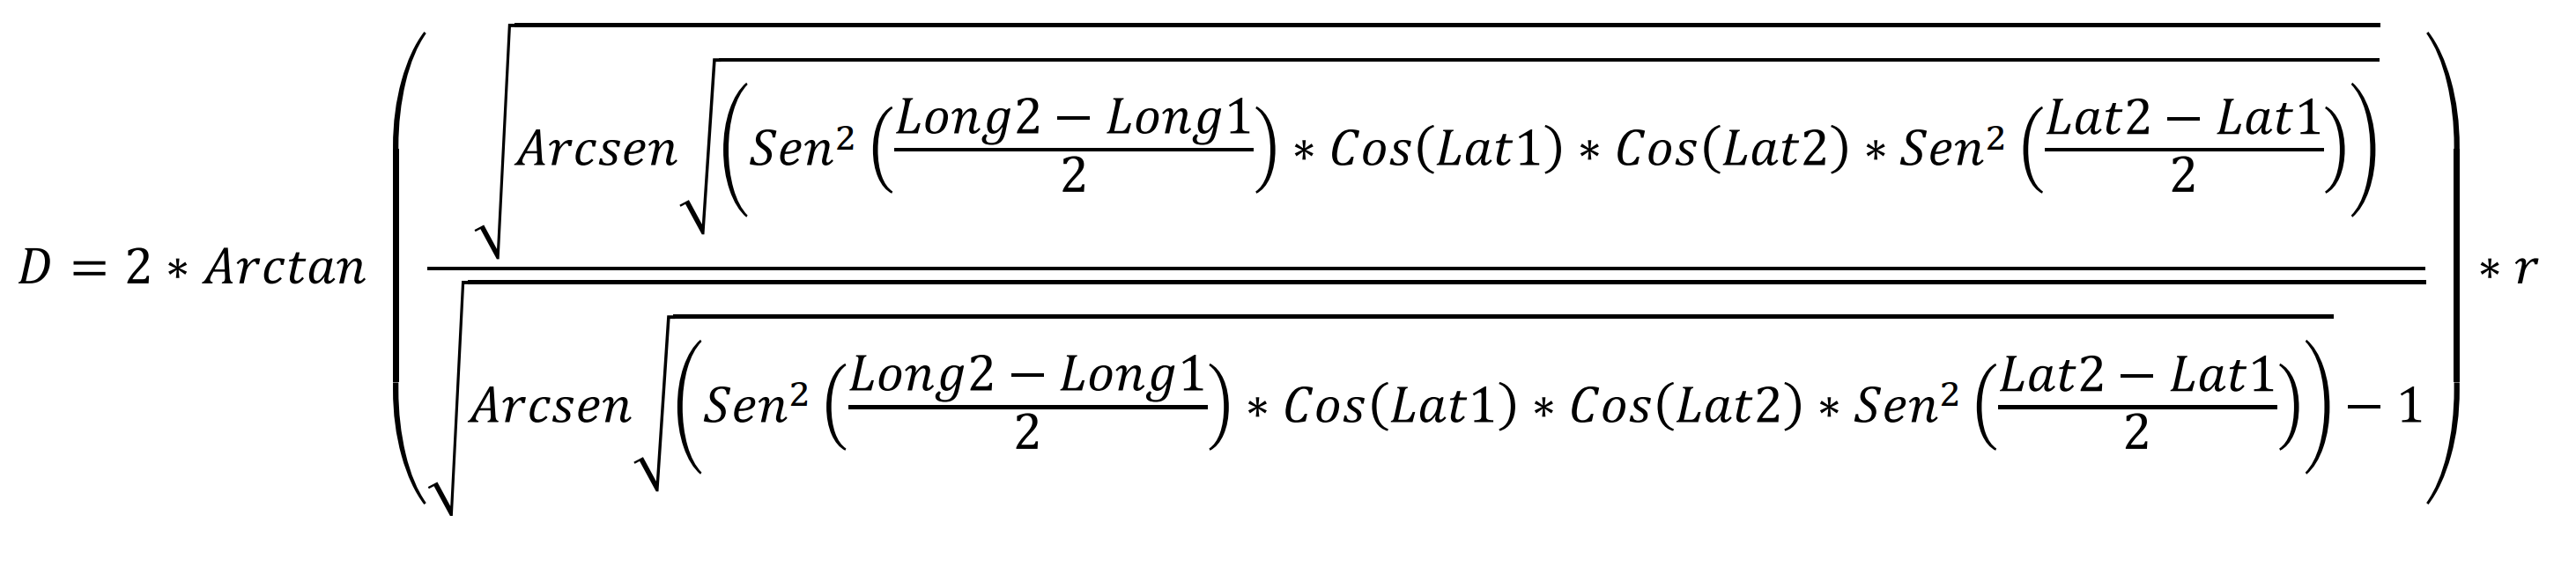 D = 2 * Arctan (√(Arcsen√((Sen²((Long2 − Long1)/2) * Cos(Lat1) * Cos(Lat2) * Sen²((Lat2 − Lat1)/2)))) / √(Arcsen√((Sen²((Long2 − Long1)/2) * Cos(Lat1) * Cos(Lat2) * Sen²((Lat2 − Lat1)/2))) − 1)) * r